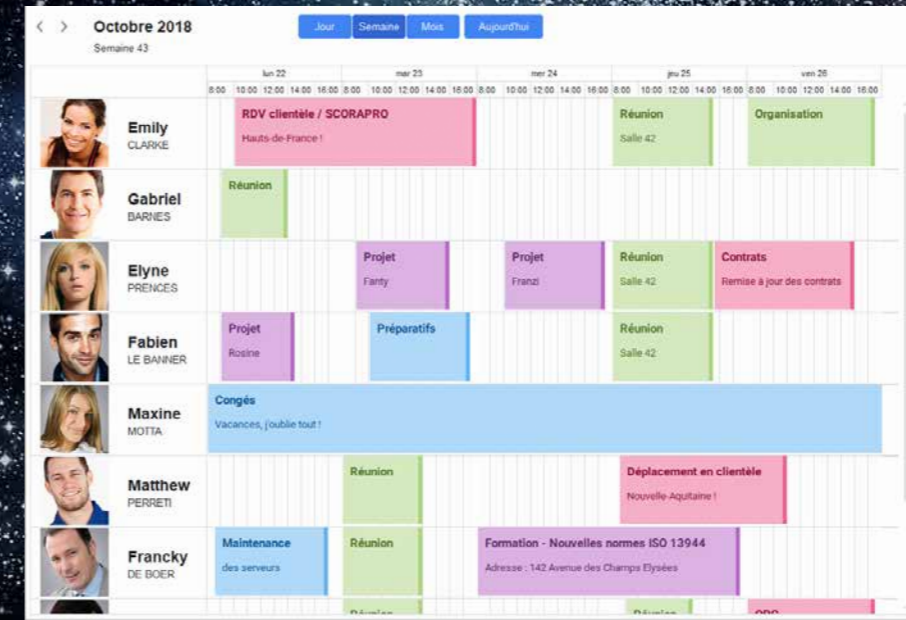 Octobre 2018
Semaine 43
Jour Semaine Mois Aujourd'hui
lun 22 mar 23 mer 24 jeu 25 ven 26
8:00 10:00 12:00 14:00 16:00 8:00 10:00 12:00 14:00 16:00 8:00 10:00 12:00 14:00 16:00 8:00 10:00 12:00 14:00 16:00 8:00 10:00 12:00 14:00 16:00
Emily
CLARKE
RDV clientèle / SCORAPRO
Hauts-de-France !
Réunion
Salle 42
Organisation
Gabriel
BARNES
Réunion
Elyne
PRENCES
Projet
Fanty
Projet
Franzi
Réunion
Salle 42
Contrats
Remise à jour des contrats
Fabien
LE BANNER
Projet
Rosine
Préparatifs
Réunion
Salle 42
Maxine
MOTTA
Congés
Vacances, j'oublie tout !
Matthew
PERRETI
Réunion
Déplacement en clientèle
Nouvelle-Aquitaine !
Francky
DE BOER
Maintenance
des serveurs
Réunion
Formation - Nouvelles normes ISO 13944
Adresse : 142 Avenue des Champs Elysées